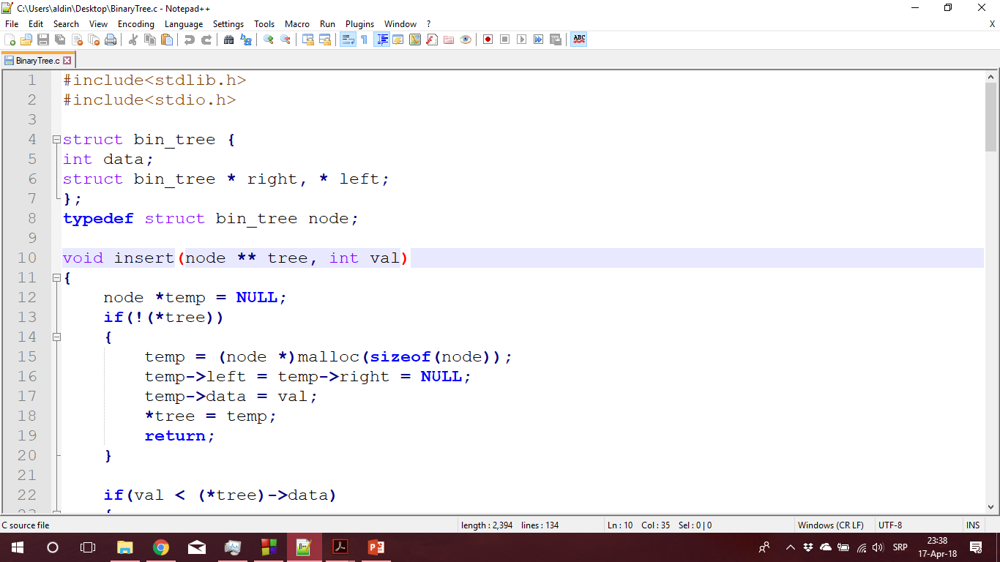 C:\Users\aldin\Desktop\BinaryTree.c - Notepad++
File Edit Search View Encoding Language Settings Tools Macro Run Plugins Window ? X
ABC
BinaryTree.c
1 #include<stdlib.h>
2 #include<stdio.h>
3
4 struct bin_tree {
5 int data;
6 struct bin_tree * right, * left;
7 };
8 typedef struct bin_tree node;
9
10 void insert(node ** tree, int val)
11 {
12     node *temp = NULL;
13     if(!(*tree))
14     {
15         temp = (node *)malloc(sizeof(node));
16         temp->left = temp->right = NULL;
17         temp->data = val;
18         *tree = temp;
19         return;
20     }
21
22     if(val < (*tree)->data)
C source file length : 2,394 lines : 134 Ln : 10 Col : 35 Sel : 0 | 0 Windows (CR LF) UTF-8 INS
SRP 23:38
17-Apr-18